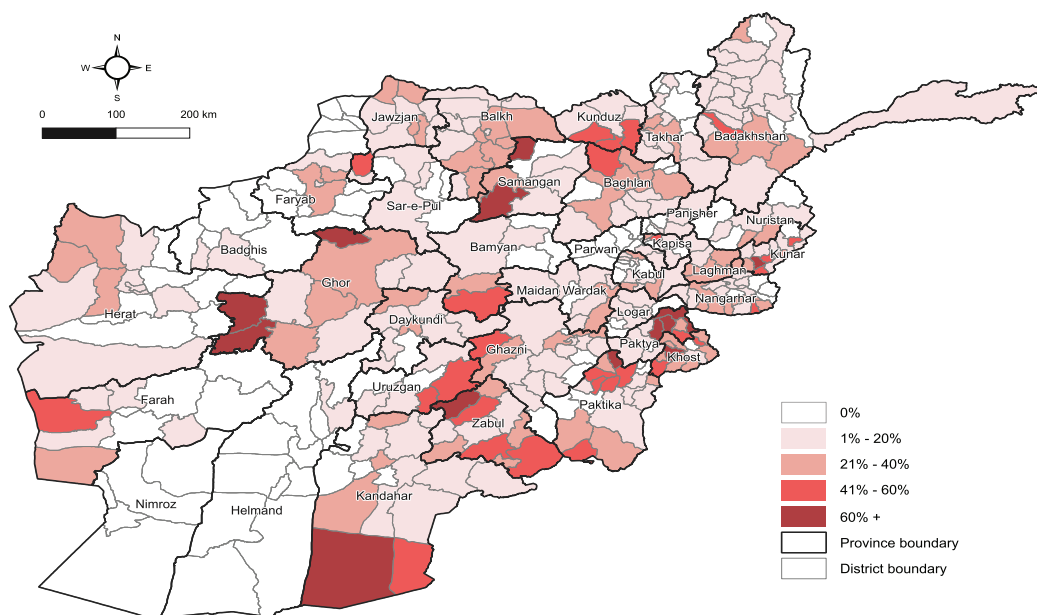 N
W E
S
0 100 200 km
Jawzjan
Balkh
Kunduz
Takhar
Badakhshan
Samangan
Baghlan
Faryab
Sar-e-Pul
Panjsher
Nuristan
Badghis
Bamyan
Parwan
Kapisa
Kunar
Kabul
Laghman
Ghor
Maidan Wardak
Nangarhar
Herat
Logar
Daykundi
Ghazni
Paktya
Khost
Uruzgan
Farah
Paktika
Zabul
Kandahar
Nimroz
Helmand
0%
1% - 20%
21% - 40%
41% - 60%
60% +
Province boundary
District boundary